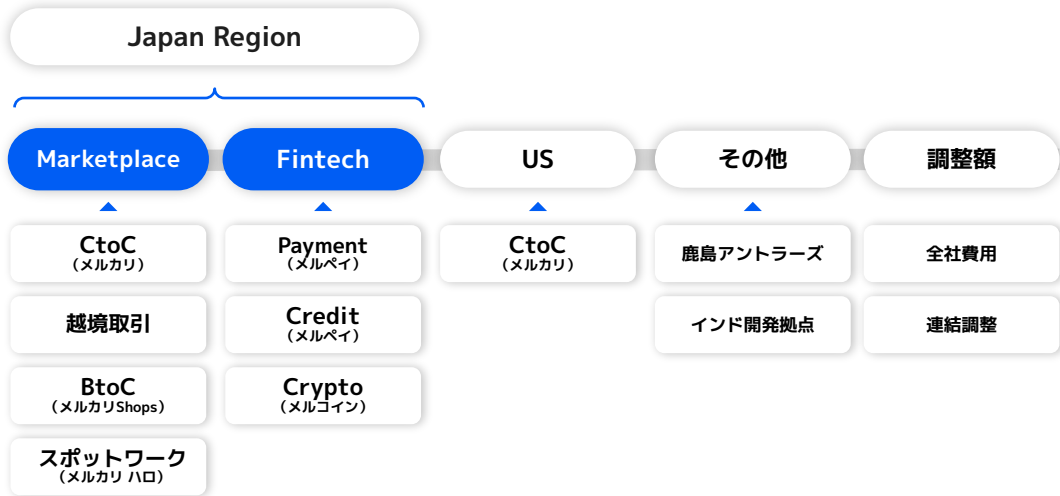 Japan Region
Marketplace
Fintech
US
その他
調整額
CtoC
（メルカリ）
越境取引
BtoC
（メルカリShops）
スポットワーク
（メルカリ ハロ）
Payment
（メルペイ）
Credit
（メルペイ）
Crypto
（メルコイン）
CtoC
（メルカリ）
鹿島アントラーズ
インド開発拠点
全社費用
連結調整